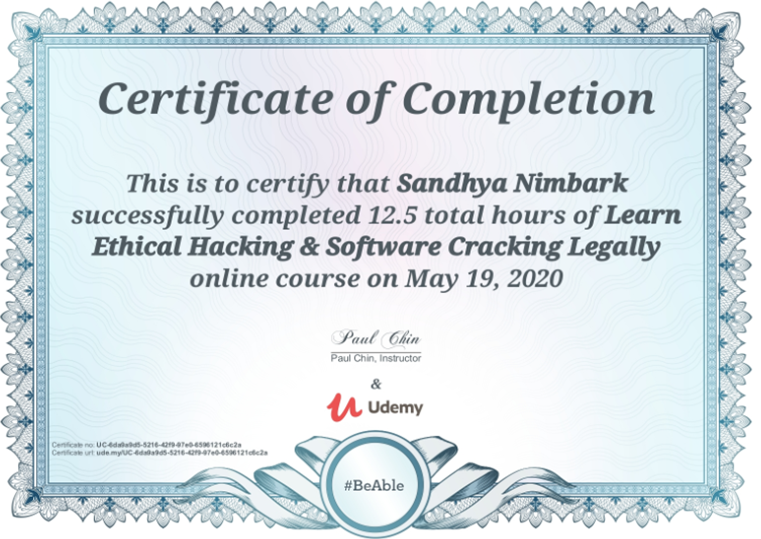 Certificate of Completion
This is to certify that Sandhya Nimbark
successfully completed 12.5 total hours of Learn
Ethical Hacking & Software Cracking Legally
online course on May 19, 2020
Paul Chin
Paul Chin, Instructor
&
Udemy
Certificate no: UC-6da9a9d5-5216-42f9-97e0-6596121c6c2a
Certificate url: ude.my/UC-6da9a9d5-5216-42f9-97e0-6596121c6c2a
#BeAble